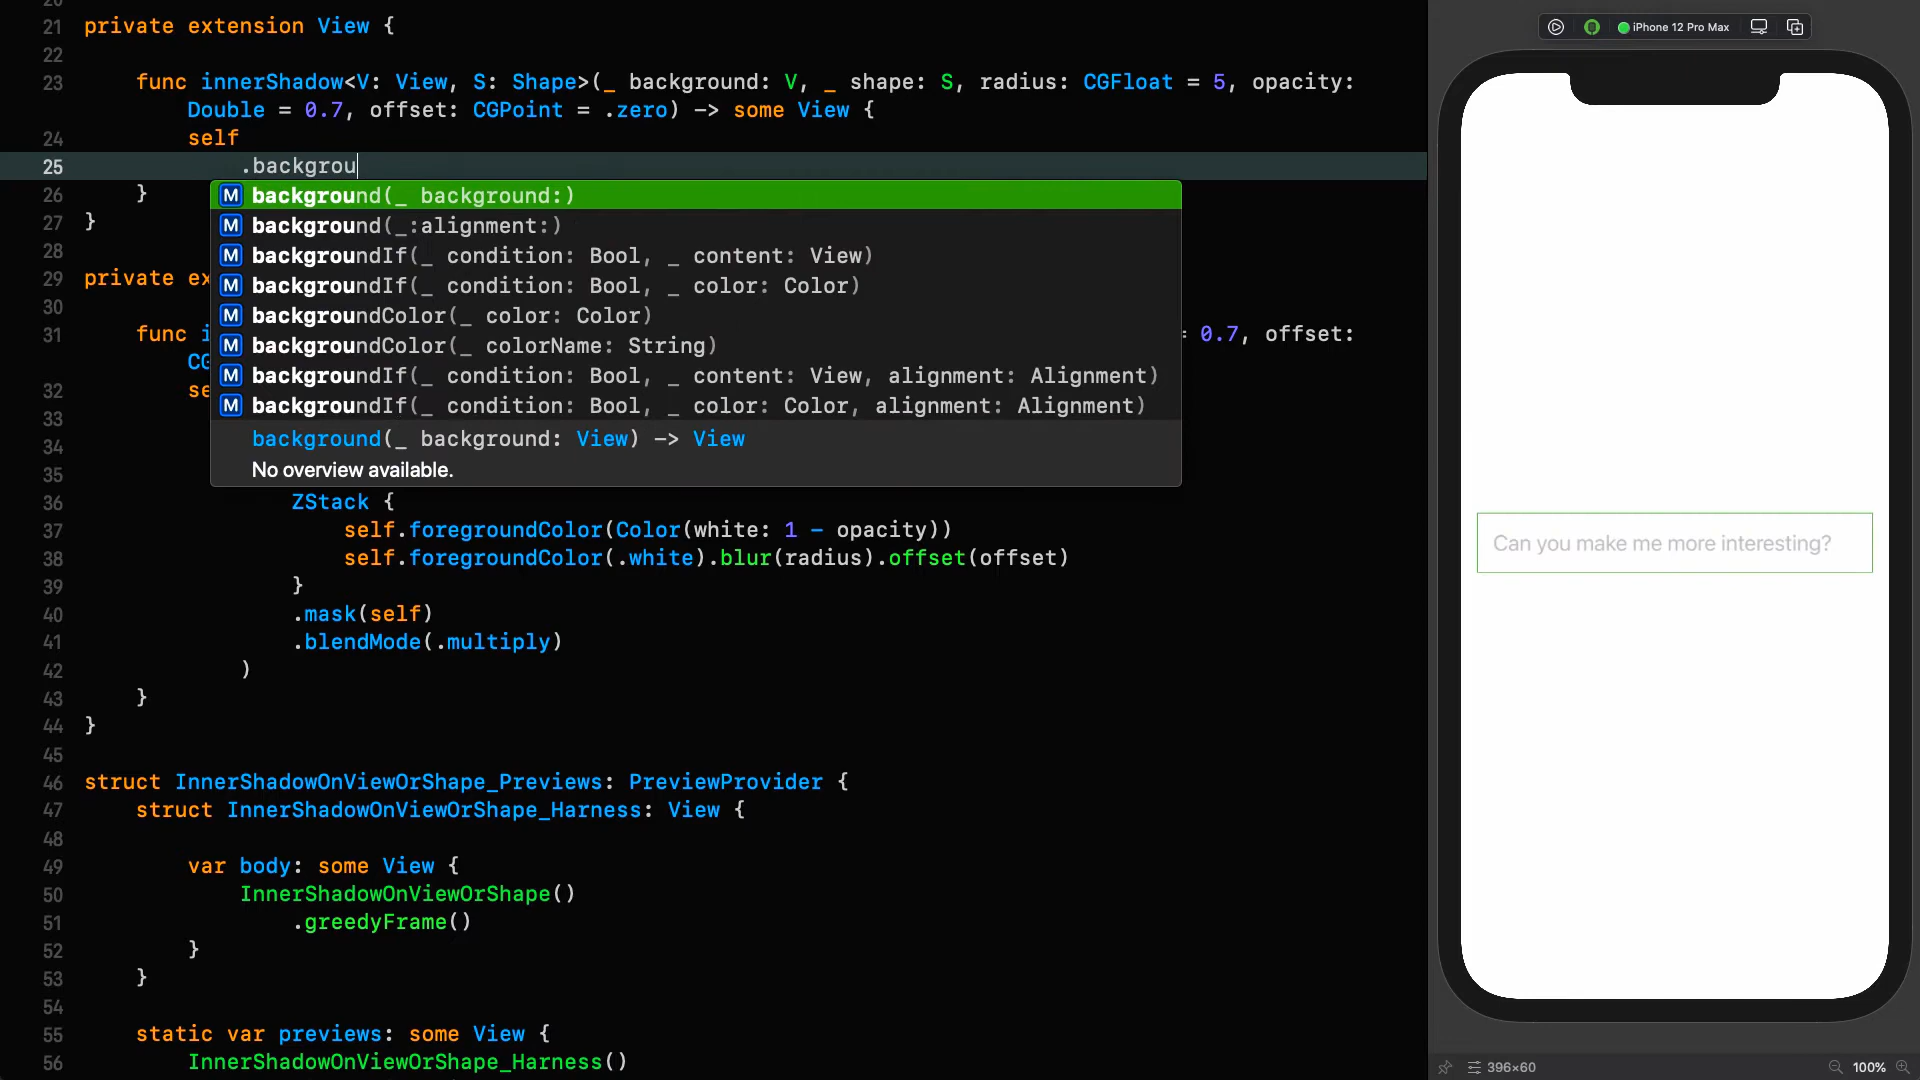 20
21 private extension View {
22
23 func innerShadow<V: View, S: Shape>(_ background: V, _ shape: S, radius: CGFloat = 5, opacity:
Double = 0.7, offset: CGPoint = .zero) -> some View {
24 self
25 .backgrou
26 }
27 }
28
29 private ex
30
31 func i = 0.7, offset:
CG
32 se
33
34
35
background(_ background:)
background(_:alignment:)
backgroundIf(_ condition: Bool, _ content: View)
backgroundIf(_ condition: Bool, _ color: Color)
backgroundColor(_ color: Color)
backgroundColor(_ colorName: String)
backgroundIf(_ condition: Bool, _ content: View, alignment: Alignment)
backgroundIf(_ condition: Bool, _ color: Color, alignment: Alignment)
background(_ background: View) -> View
No overview available.
36 ZStack {
37 self.foregroundColor(Color(white: 1 - opacity))
38 self.foregroundColor(.white).blur(radius).offset(offset)
39 }
40 .mask(self)
41 .blendMode(.multiply)
42 )
43 }
44 }
45
46 struct InnerShadowOnViewOrShape_Previews: PreviewProvider {
47 struct InnerShadowOnViewOrShape_Harness: View {
48
49 var body: some View {
50 InnerShadowOnViewOrShape()
51 .greedyFrame()
52 }
53 }
54
55 static var previews: some View {
56 InnerShadowOnViewOrShape_Harness()
iPhone 12 Pro Max
Can you make me more interesting?
396×60
100%